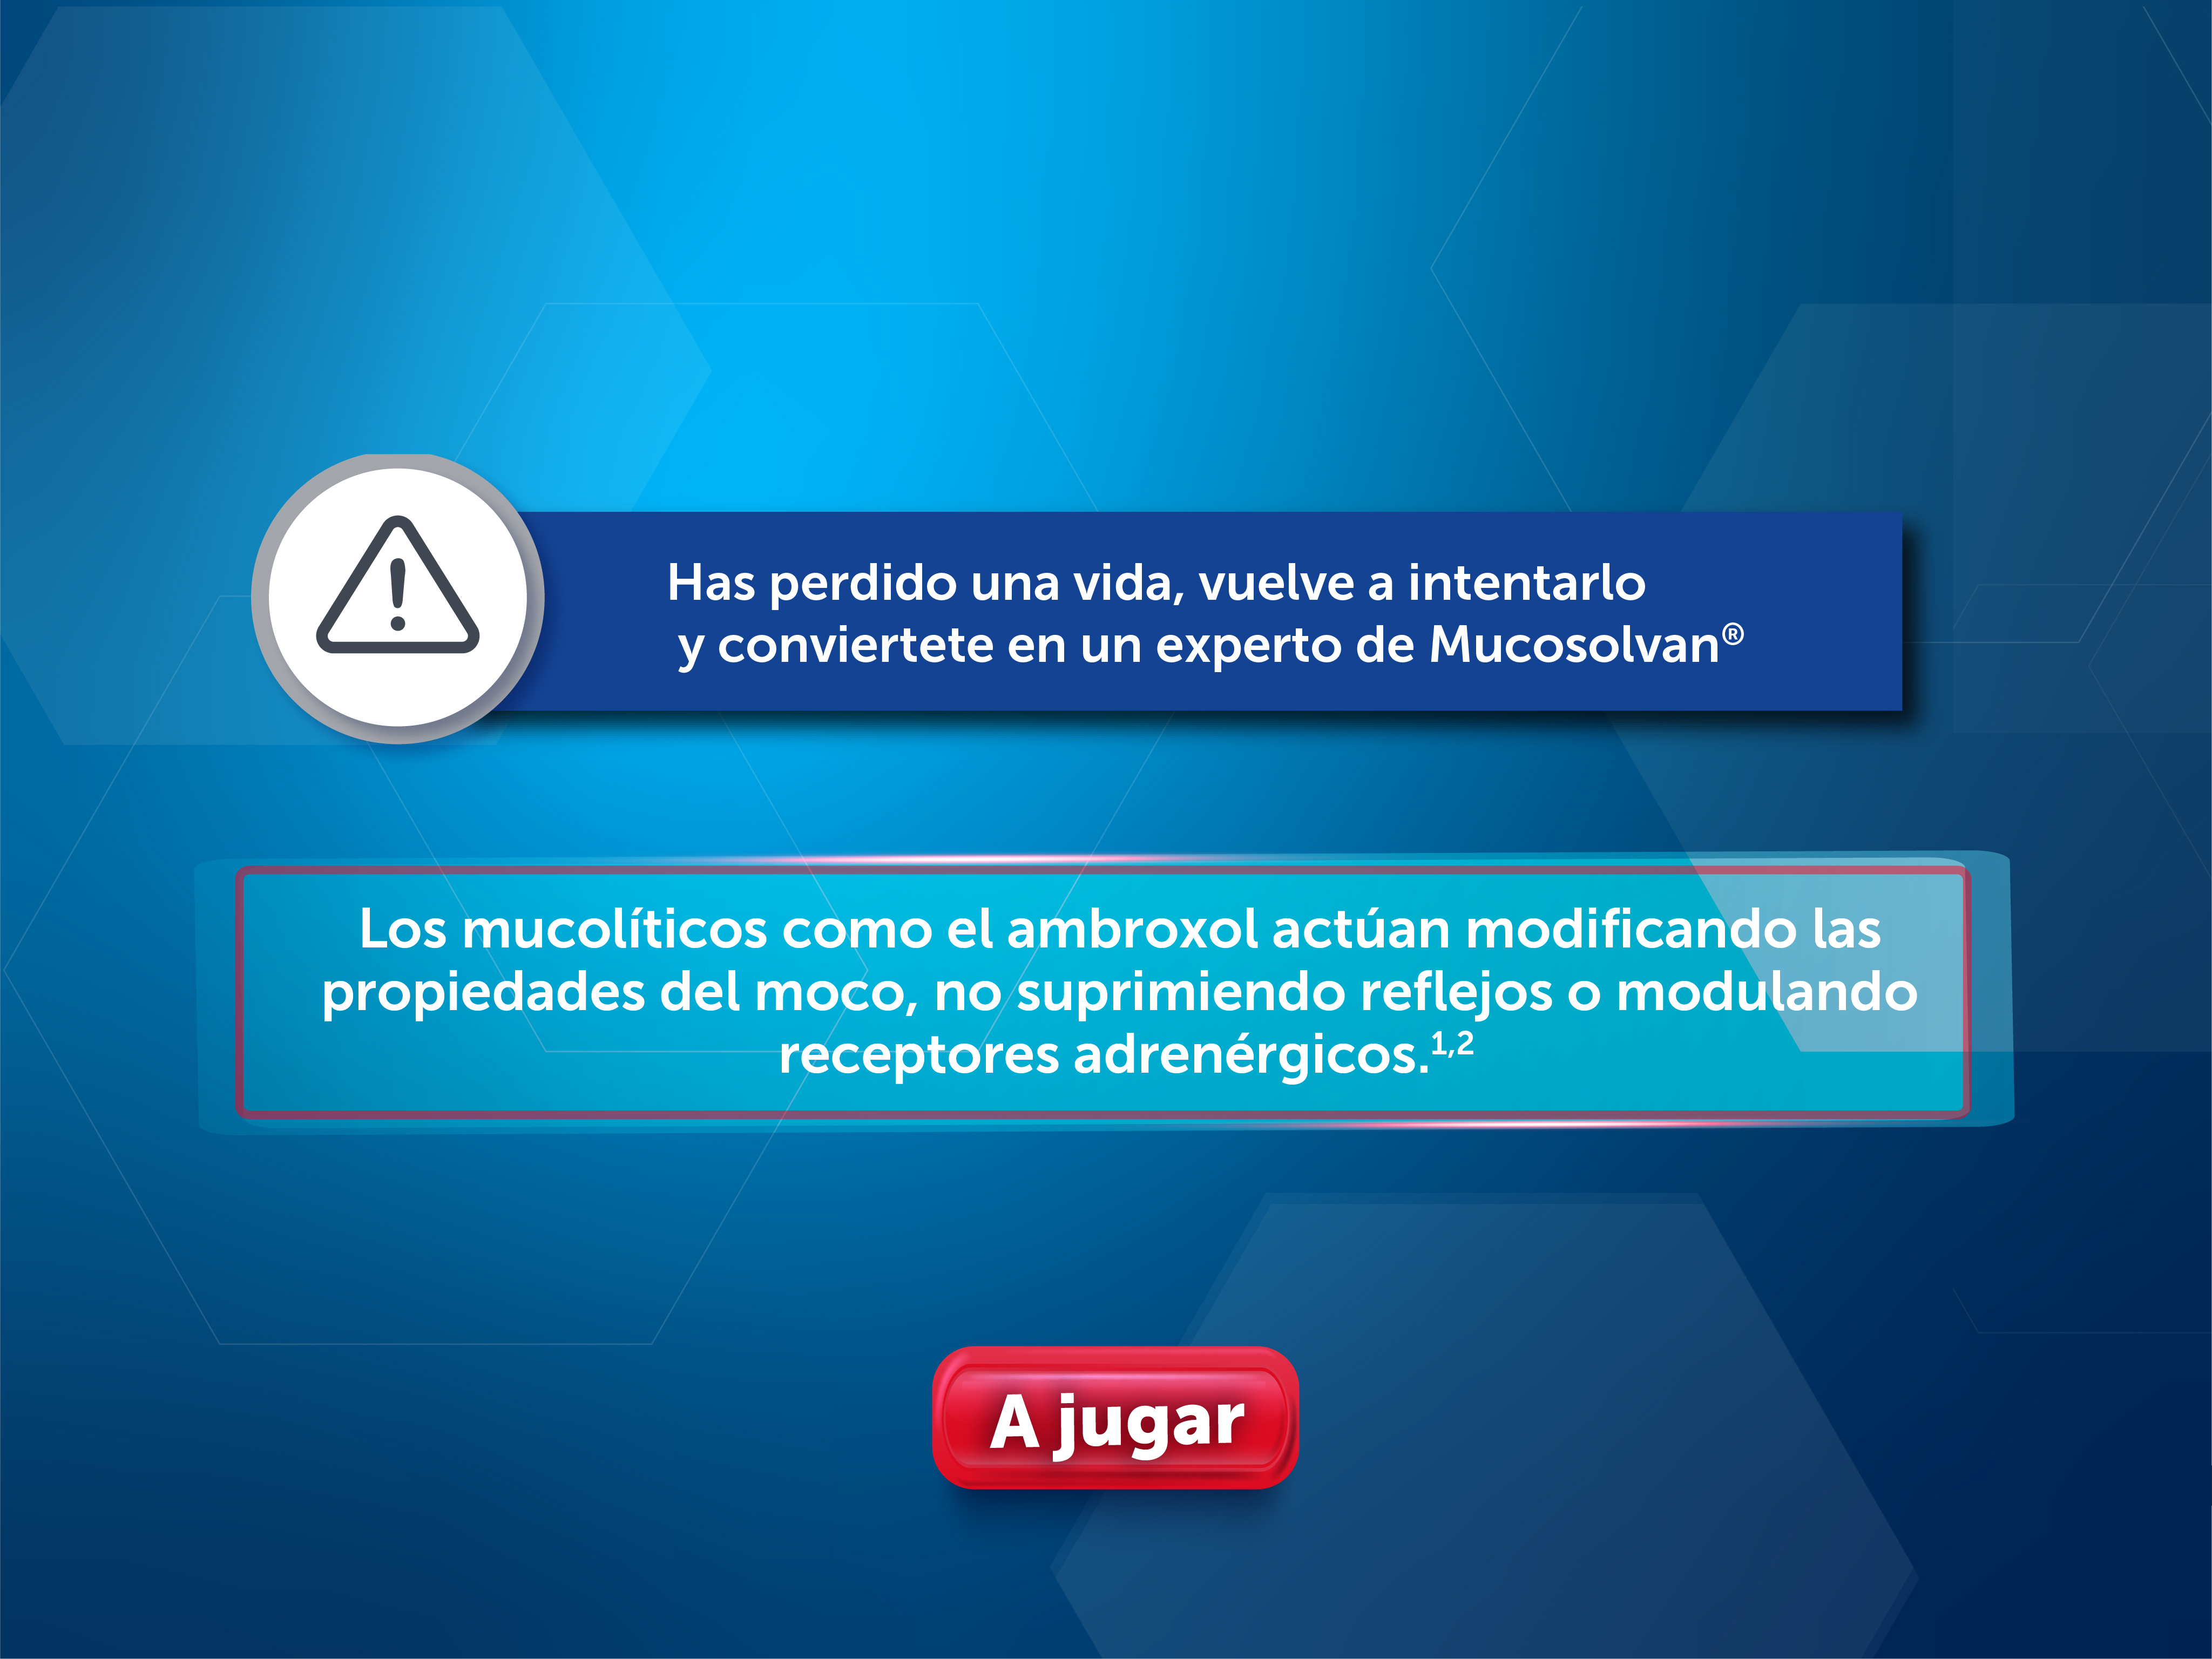 Has perdido una vida, vuelve a intentarlo
y conviertete en un experto de Mucosolvan®
Los mucolíticos como el ambroxol actúan modificando las
propiedades del moco, no suprimiendo reflejos o modulando
receptores adrenérgicos.1,2
A jugar